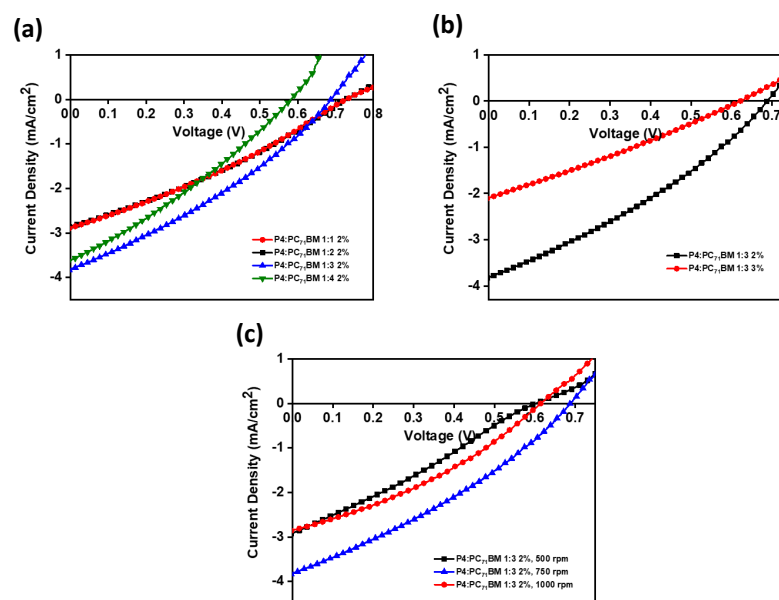 (a)
1
0
-1
-2
-3
-4
Current Density (mA/cm²)
0.0 0.1 0.2 0.3 0.4 0.5 0.6 0.7 0.8
Voltage (V)
P4:PC₇₁BM 1:1 2%
P4:PC₇₁BM 1:2 2%
P4:PC₇₁BM 1:3 2%
P4:PC₇₁BM 1:4 2%
(b)
1
0
-1
-2
-3
-4
Current Density (mA/cm²)
0.0 0.1 0.2 0.3 0.4 0.5 0.6 0.7
Voltage (V)
P4:PC₇₁BM 1:3 2%
P4:PC₇₁BM 1:3 3%
(c)
1
0
-1
-2
-3
-4
Current Density (mA/cm²)
0.0 0.1 0.2 0.3 0.4 0.5 0.6 0.7
Voltage (V)
P4:PC₇₁BM 1:3 2%, 500 rpm
P4:PC₇₁BM 1:3 2%, 750 rpm
P4:PC₇₁BM 1:3 2%, 1000 rpm